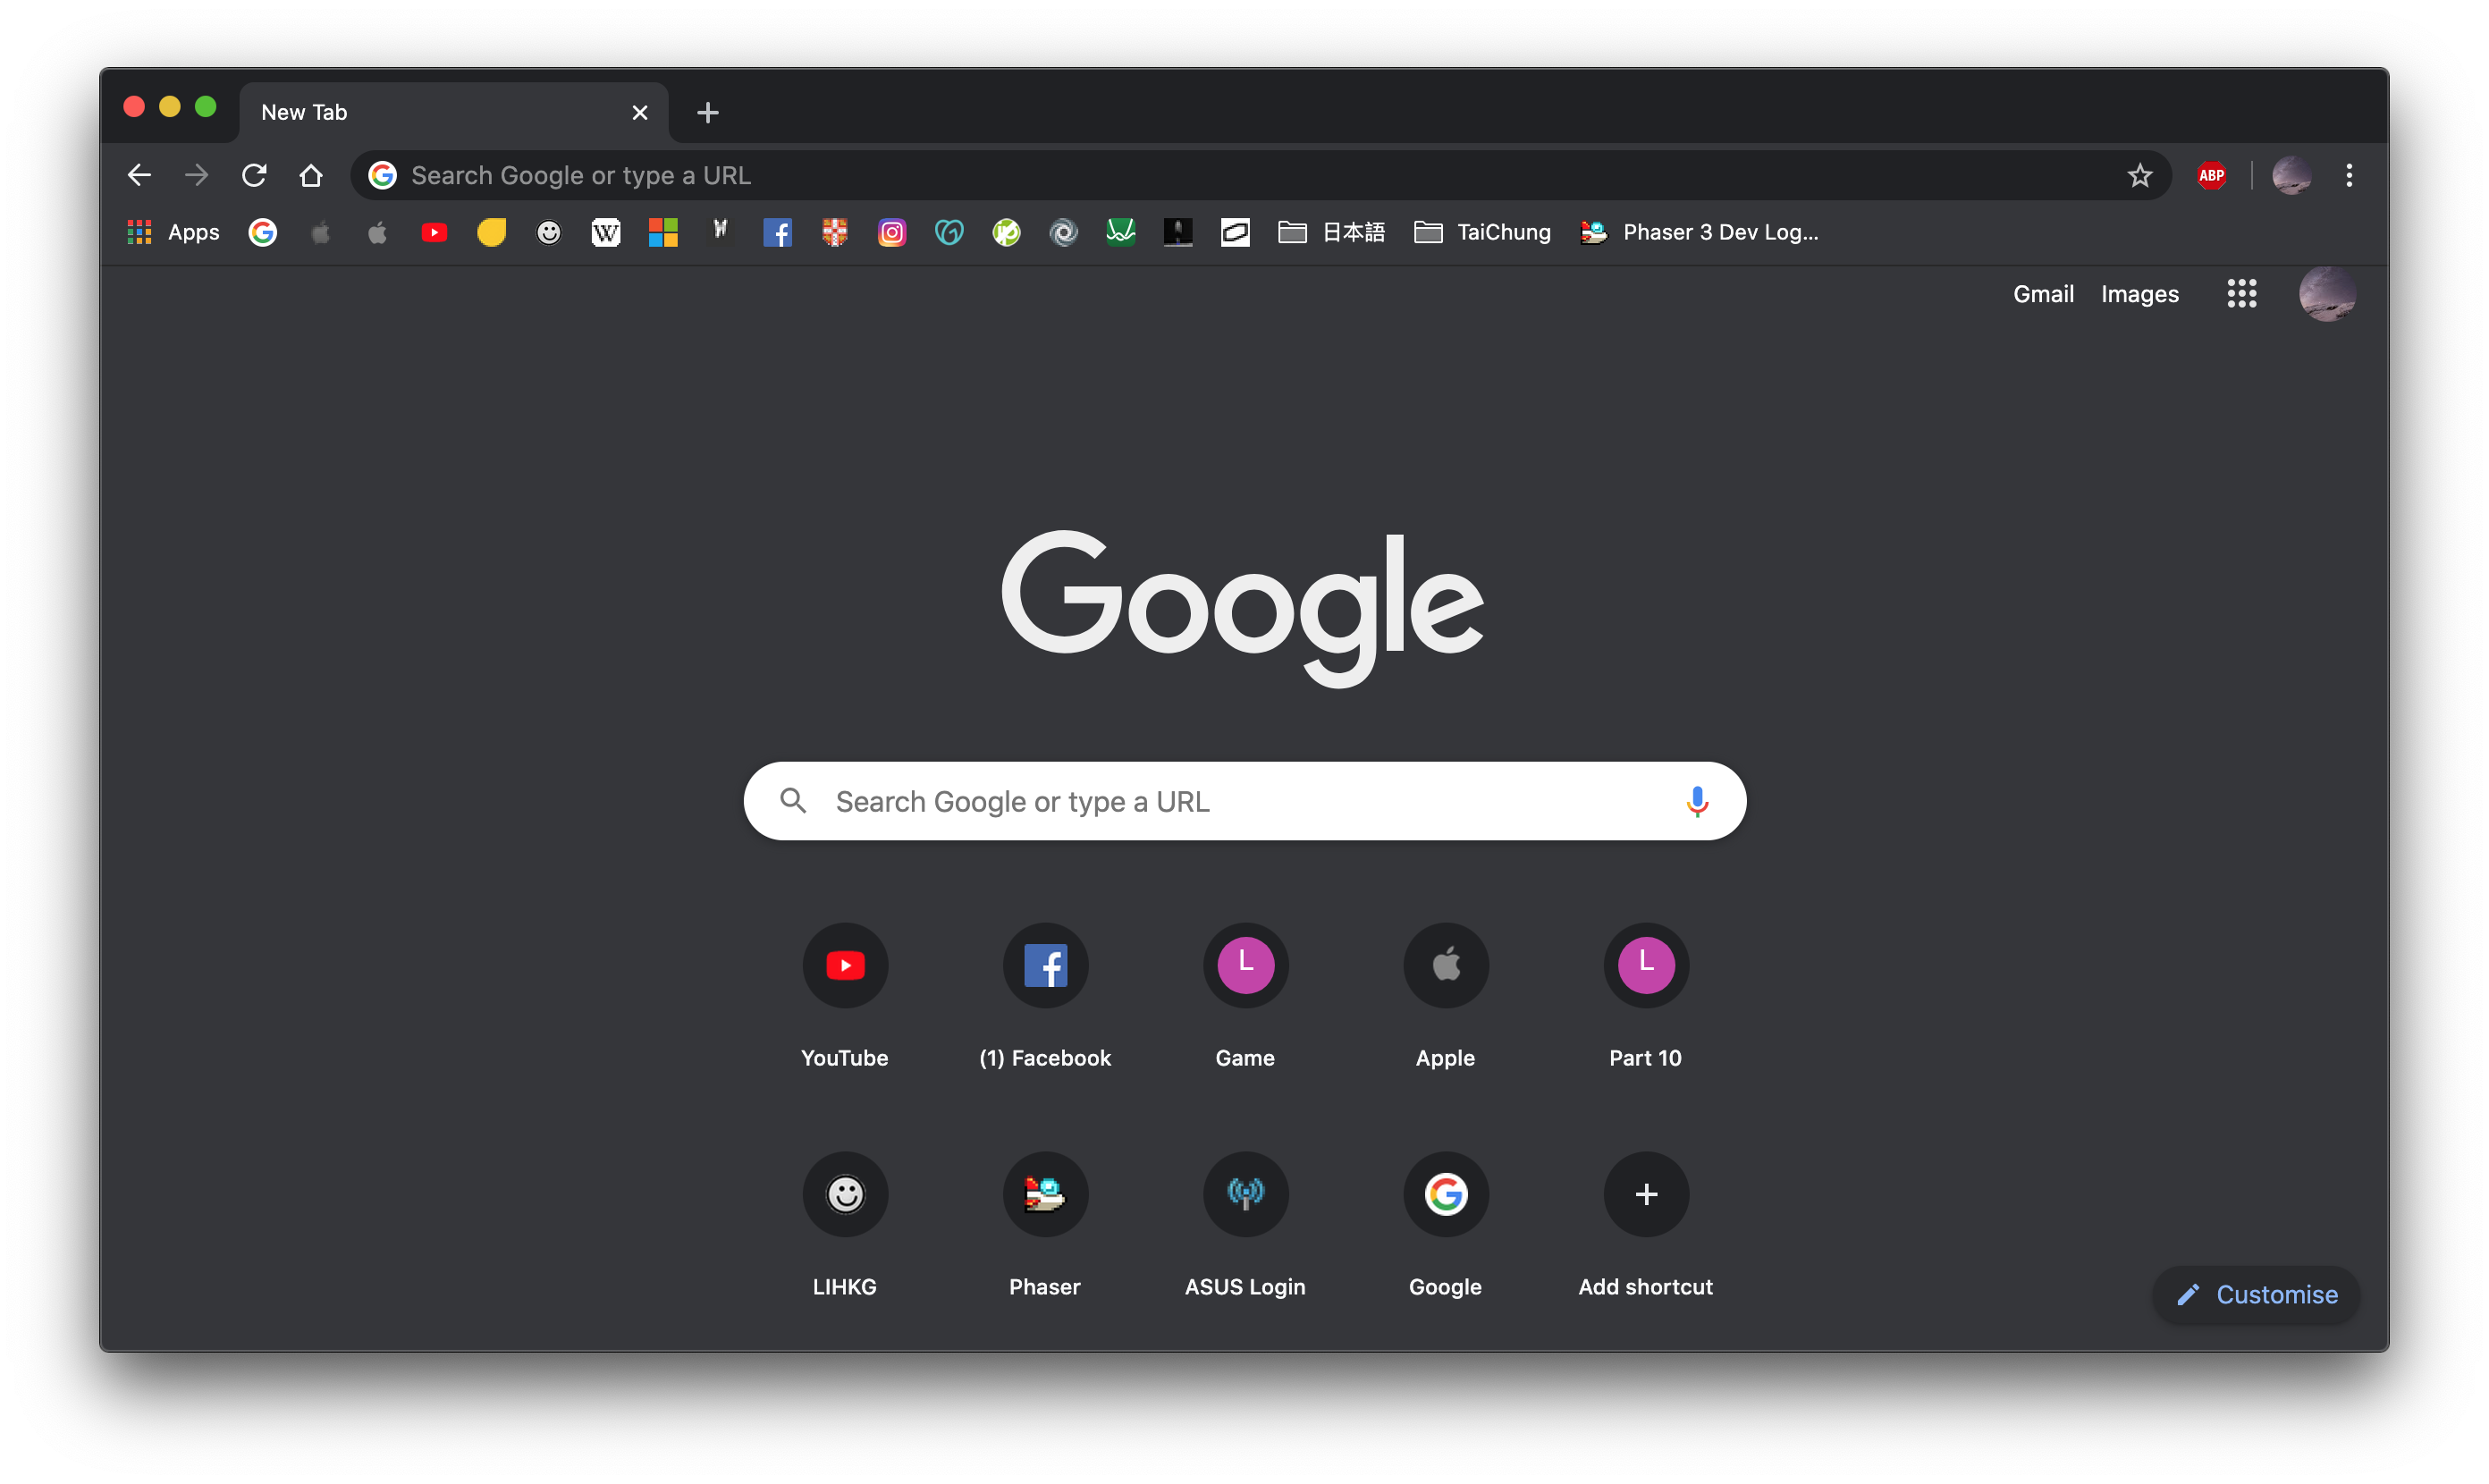 New Tab
Search Google or type a URL
ABP
Apps
W
日本語
TaiChung
Phaser 3 Dev Log...
Gmail
Images
Google
Search Google or type a URL
L
L
YouTube
(1) Facebook
Game
Apple
Part 10
LIHKG
Phaser
ASUS Login
Google
Add shortcut
Customise